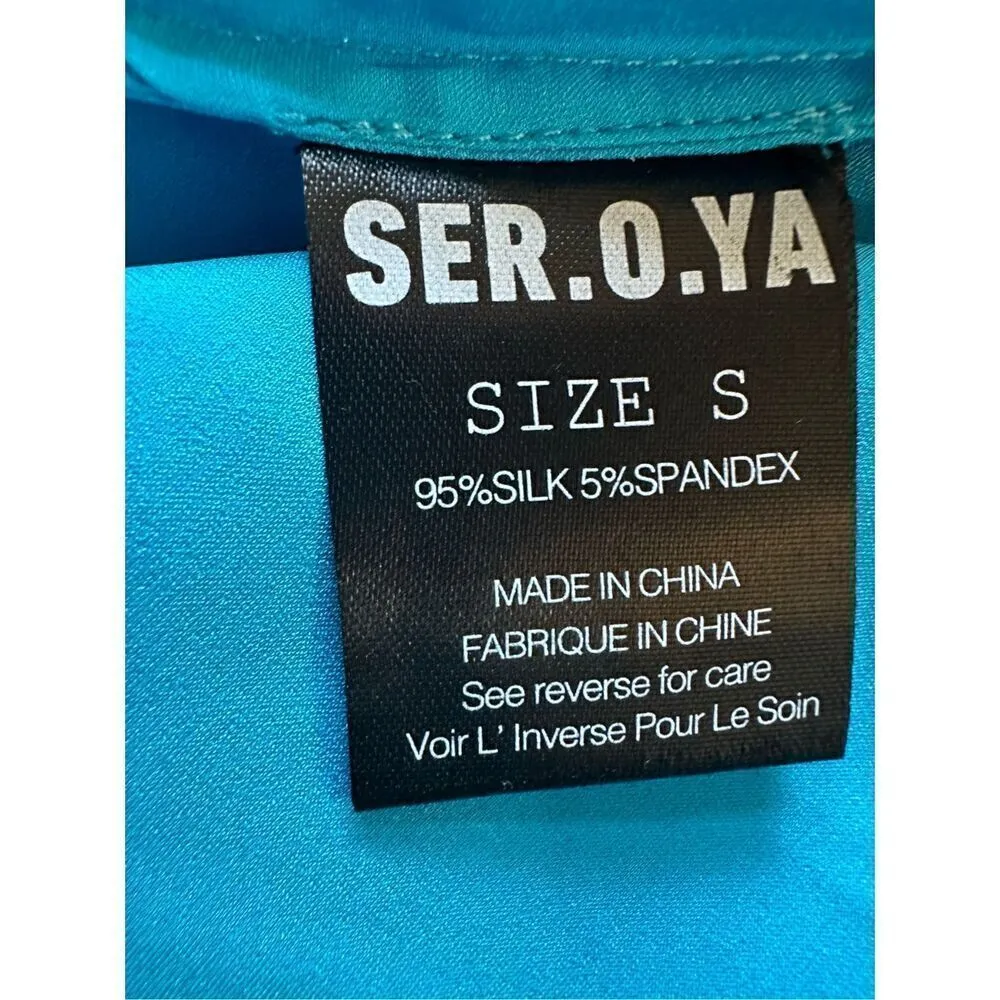 SER.O.YA
SIZE S
95%SILK 5%SPANDEX
MADE IN CHINA
FABRIQUE IN CHINE
See reverse for care
Voir L' Inverse Pour Le Soin